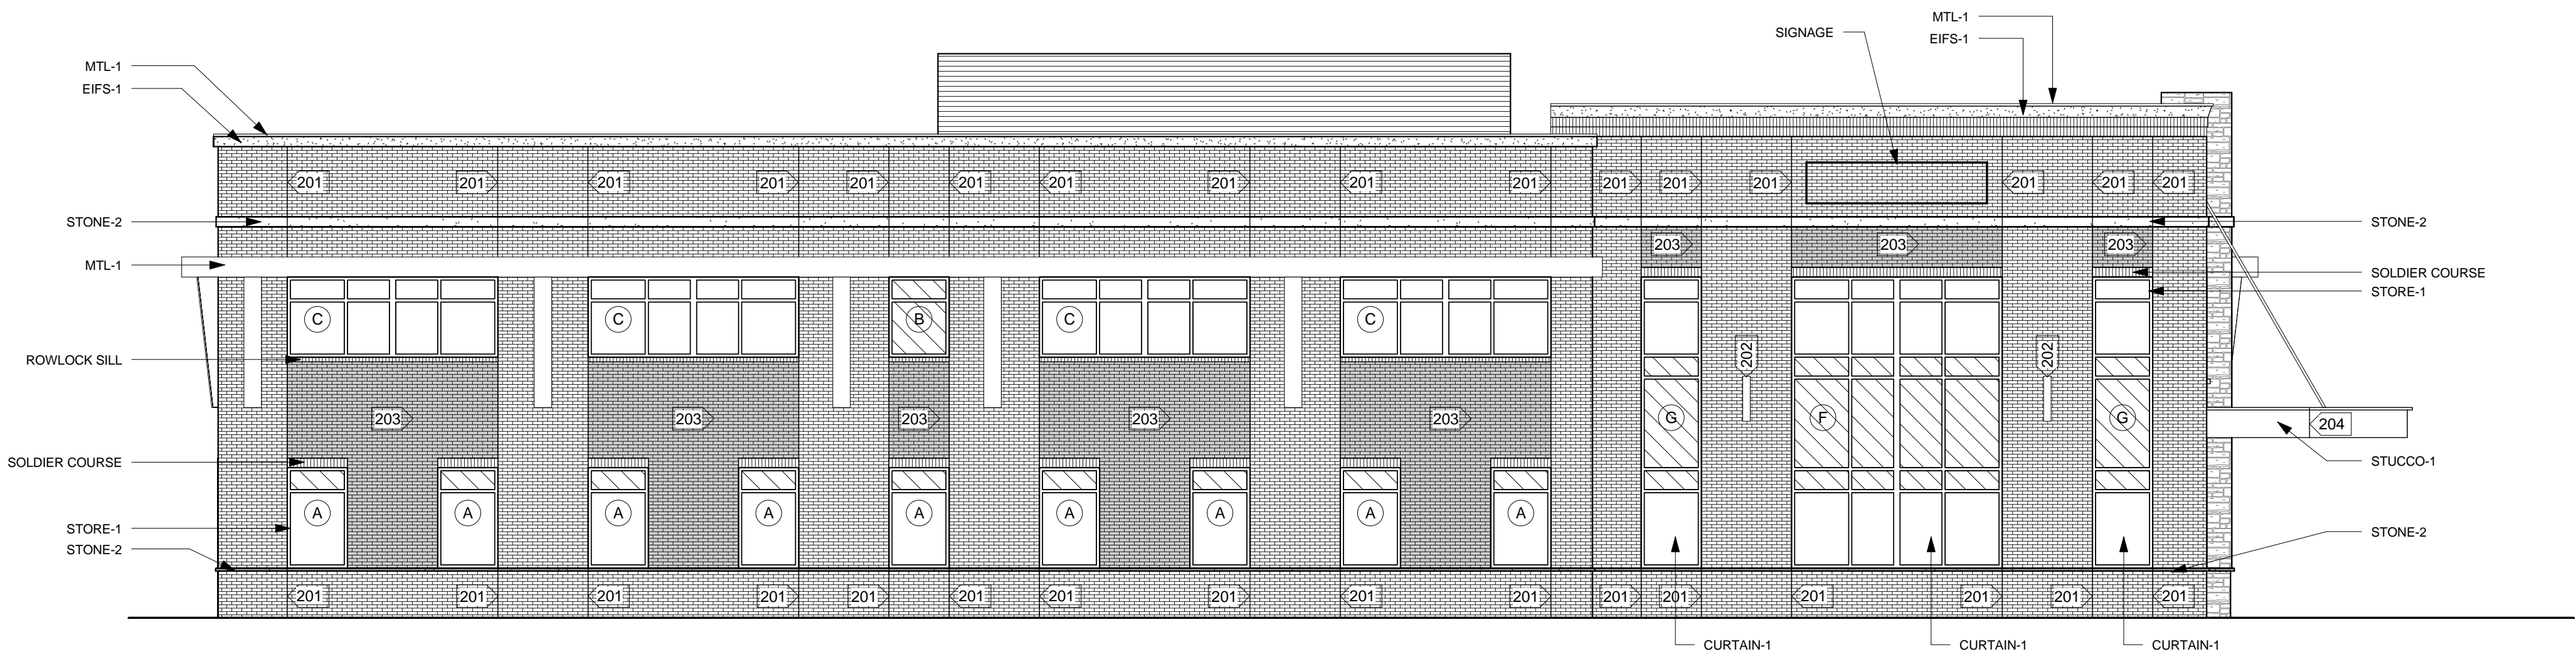 MTL-1
SIGNAGE
EIFS-1
MTL-1
EIFS-1
201 201 201 201 201 201 201 201 201 201 201 201 201 201 201 201
STONE-2
STONE-2
203 203 203
MTL-1
SOLDIER COURSE
STORE-1
C C B C C
202 202
ROWLOCK SILL
203 203 203 203 203
G F G
204
SOLDIER COURSE
STUCCO-1
A A A A A A A A A
STORE-1
STONE-2
STONE-2
201 201 201 201 201 201 201 201 201 201 201 201 201 201 201 201
CURTAIN-1 CURTAIN-1 CURTAIN-1